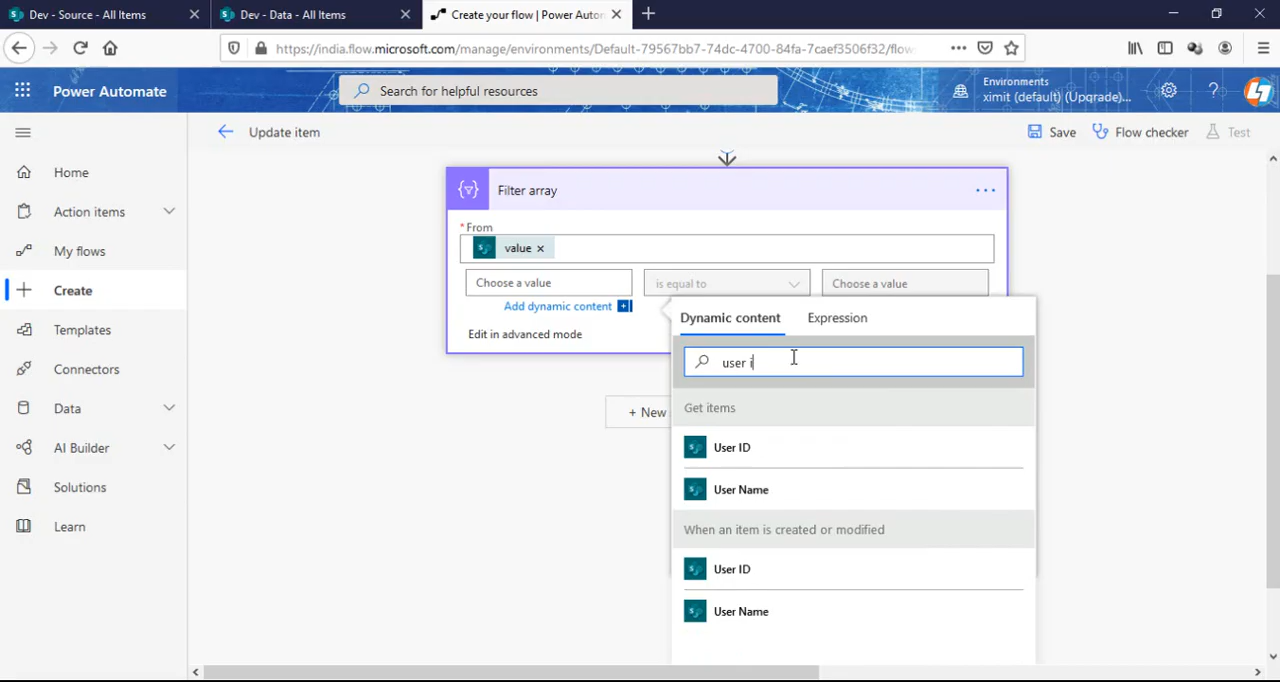 Dev - Source - All Items
Dev - Data - All Items
Create your flow | Power Autom
https://india.flow.microsoft.com/manage/environments/Default-79567bb7-74dc-4700-84fa-7caef3506f32/flow
Power Automate
Search for helpful resources
Environments
ximit (default) (Upgrade)...
Update item
Save
Flow checker
Test
Home
Action items
My flows
Create
Templates
Connectors
Data
AI Builder
Solutions
Learn
Filter array
* From
value
Choose a value
is equal to
Choose a value
Add dynamic content
Edit in advanced mode
+ New
Dynamic content
Expression
user i
Get items
User ID
User Name
When an item is created or modified
User ID
User Name